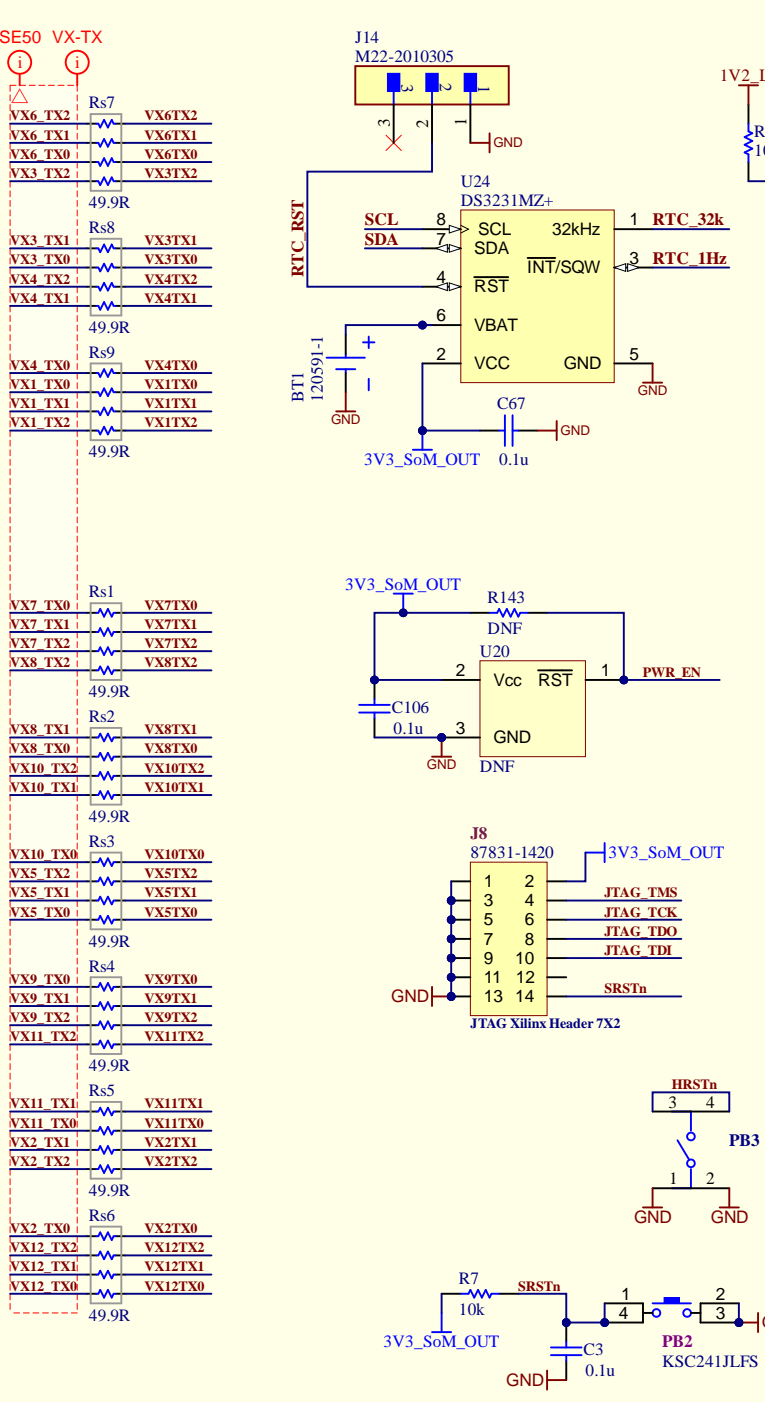 SE50 VX-TX
i i
Rs7
VX6_TX2 VX6TX2
VX6_TX1 VX6TX1
VX6_TX0 VX6TX0
VX3_TX2 VX3TX2
49.9R
Rs8
VX3_TX1 VX3TX1
VX3_TX0 VX3TX0
VX4_TX2 VX4TX2
VX4_TX1 VX4TX1
49.9R
Rs9
VX4_TX0 VX4TX0
VX1_TX0 VX1TX0
VX1_TX1 VX1TX1
VX1_TX2 VX1TX2
49.9R
Rs1
VX7_TX0 VX7TX0
VX7_TX1 VX7TX1
VX7_TX2 VX7TX2
VX8_TX2 VX8TX2
49.9R
Rs2
VX8_TX1 VX8TX1
VX8_TX0 VX8TX0
VX10_TX2 VX10TX2
VX10_TX1 VX10TX1
49.9R
Rs3
VX10_TX0 VX10TX0
VX5_TX2 VX5TX2
VX5_TX1 VX5TX1
VX5_TX0 VX5TX0
49.9R
Rs4
VX9_TX0 VX9TX0
VX9_TX1 VX9TX1
VX9_TX2 VX9TX2
VX11_TX2 VX11TX2
49.9R
Rs5
VX11_TX1 VX11TX1
VX11_TX0 VX11TX0
VX2_TX1 VX2TX1
VX2_TX2 VX2TX2
49.9R
Rs6
VX2_TX0 VX2TX0
VX12_TX2 VX12TX2
VX12_TX1 VX12TX1
VX12_TX0 VX12TX0
49.9R
J14
M22-2010305
3 2 1
3 2 1
GND
RTC_RST
U24
DS3231MZ+
SCL 8 SCL 32kHz 1 RTC_32k
SDA 7 SDA
INT/SQW 3 RTC_1Hz
4 RST
6 VBAT
2 VCC GND 5
GND
BT1
120591-1
+
GND
C67
0.1u
GND
3V3_SoM_OUT
1V2_
R
3V3_SoM_OUT
R143
DNF
U20
2 Vcc RST 1 PWR_EN
C106
0.1u
3 GND
GND
DNF
J8
87831-1420
3V3_SoM_OUT
1 2
3 4 JTAG_TMS
5 6 JTAG_TCK
7 8 JTAG_TDO
9 10 JTAG_TDI
11 12
GND 13 14 SRSTn
JTAG Xilinx Header 7X2
HRSTn
3 4
PB3
1 2
GND GND
R7
10k
SRSTn
3V3_SoM_OUT
C3
0.1u
GND
1 2
4 3
PB2
KSC241JLFS